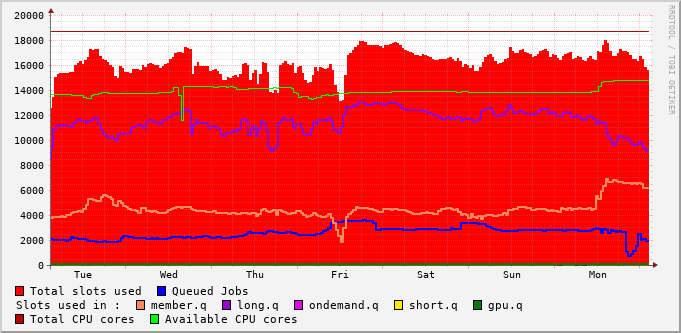 20000
18000
16000
14000
12000
10000
8000
6000
4000
2000
0
Tue Wed Thu Fri Sat Sun Mon
RRDTOOL / TOBI OETIKER
Total slots used Queued Jobs
Slots used in : member.q long.q ondemand.q short.q gpu.q
Total CPU cores Available CPU cores